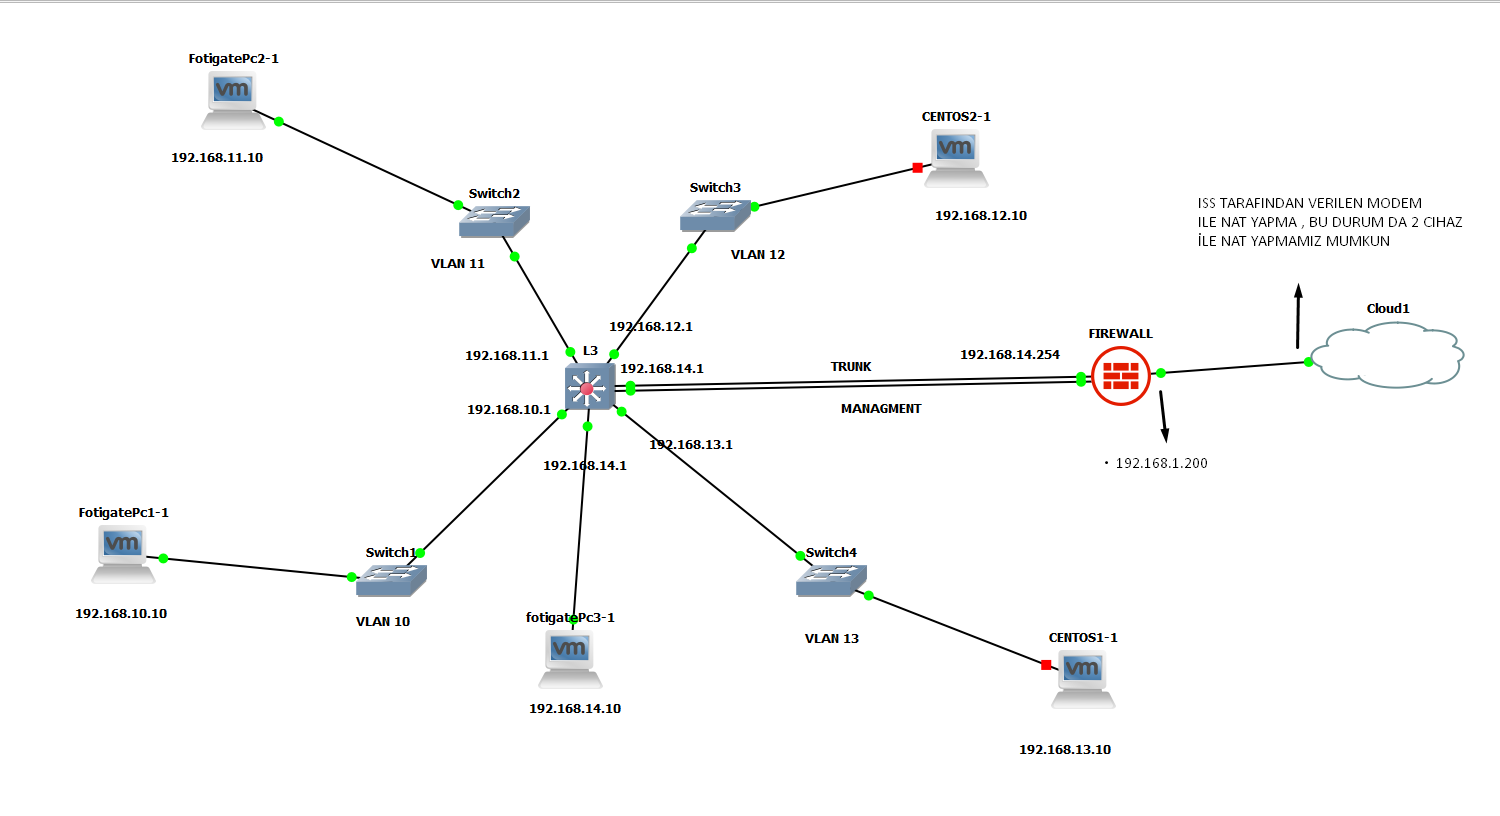 FotigatePc2-1
vm
192.168.11.10
CENTOS2-1
vm
192.168.12.10
Switch2
VLAN 11
Switch3
VLAN 12
ISS TARAFINDAN VERILEN MODEM
ILE NAT YAPMA , BU DURUM DA 2 CIHAZ
İLE NAT YAPMAMIZ MUMKUN
Cloud1
192.168.12.1
192.168.11.1
L3
192.168.14.1
192.168.10.1
192.168.14.1
192.168.13.1
TRUNK
MANAGMENT
192.168.14.254
FIREWALL
• 192.168.1.200
FotigatePc1-1
vm
192.168.10.10
Switch1
VLAN 10
fotigatePc3-1
vm
192.168.14.10
Switch4
VLAN 13
CENTOS1-1
vm
192.168.13.10